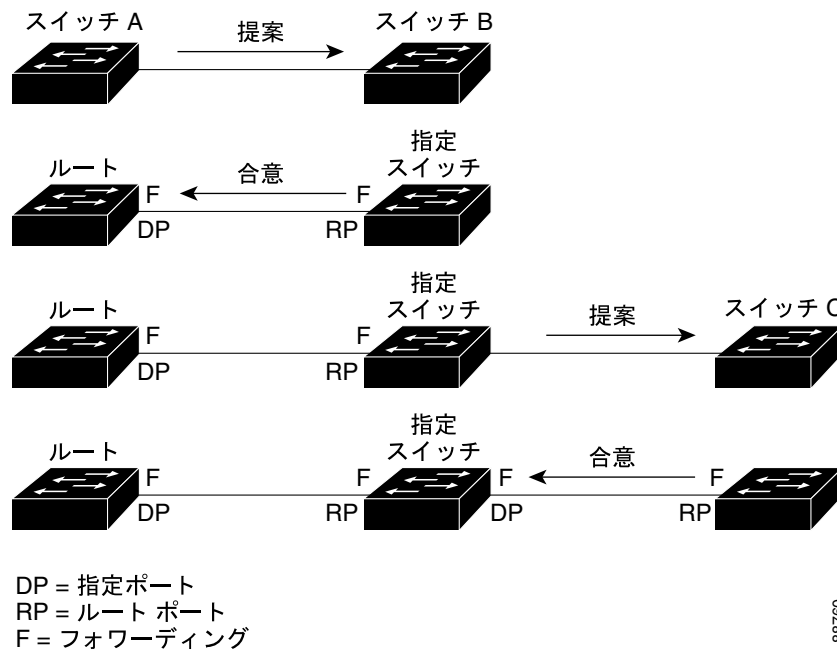 スイッチ A
提案
スイッチ B
ルート
合意
指定
スイッチ
F
F
DP
RP
ルート
指定
スイッチ
提案
スイッチ C
F
F
DP
RP
ルート
指定
スイッチ
合意
F
F
F
F
DP
RP
DP
RP
DP = 指定ポート
RP = ルート ポート
F = フォワーディング
88760